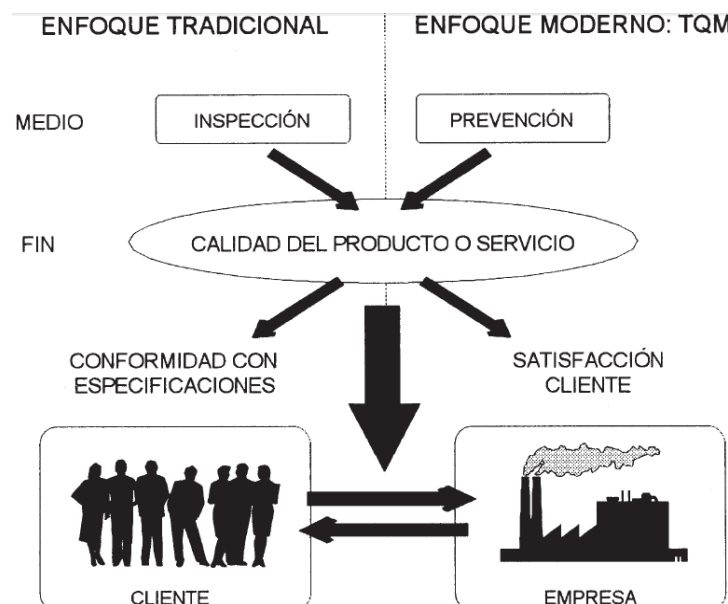 ENFOQUE TRADICIONAL
ENFOQUE MODERNO: TQM
MEDIO
INSPECCIÓN
PREVENCIÓN
FIN
CALIDAD DEL PRODUCTO O SERVICIO
CONFORMIDAD CON
ESPECIFICACIONES
SATISFACCIÓN
CLIENTE
CLIENTE
EMPRESA